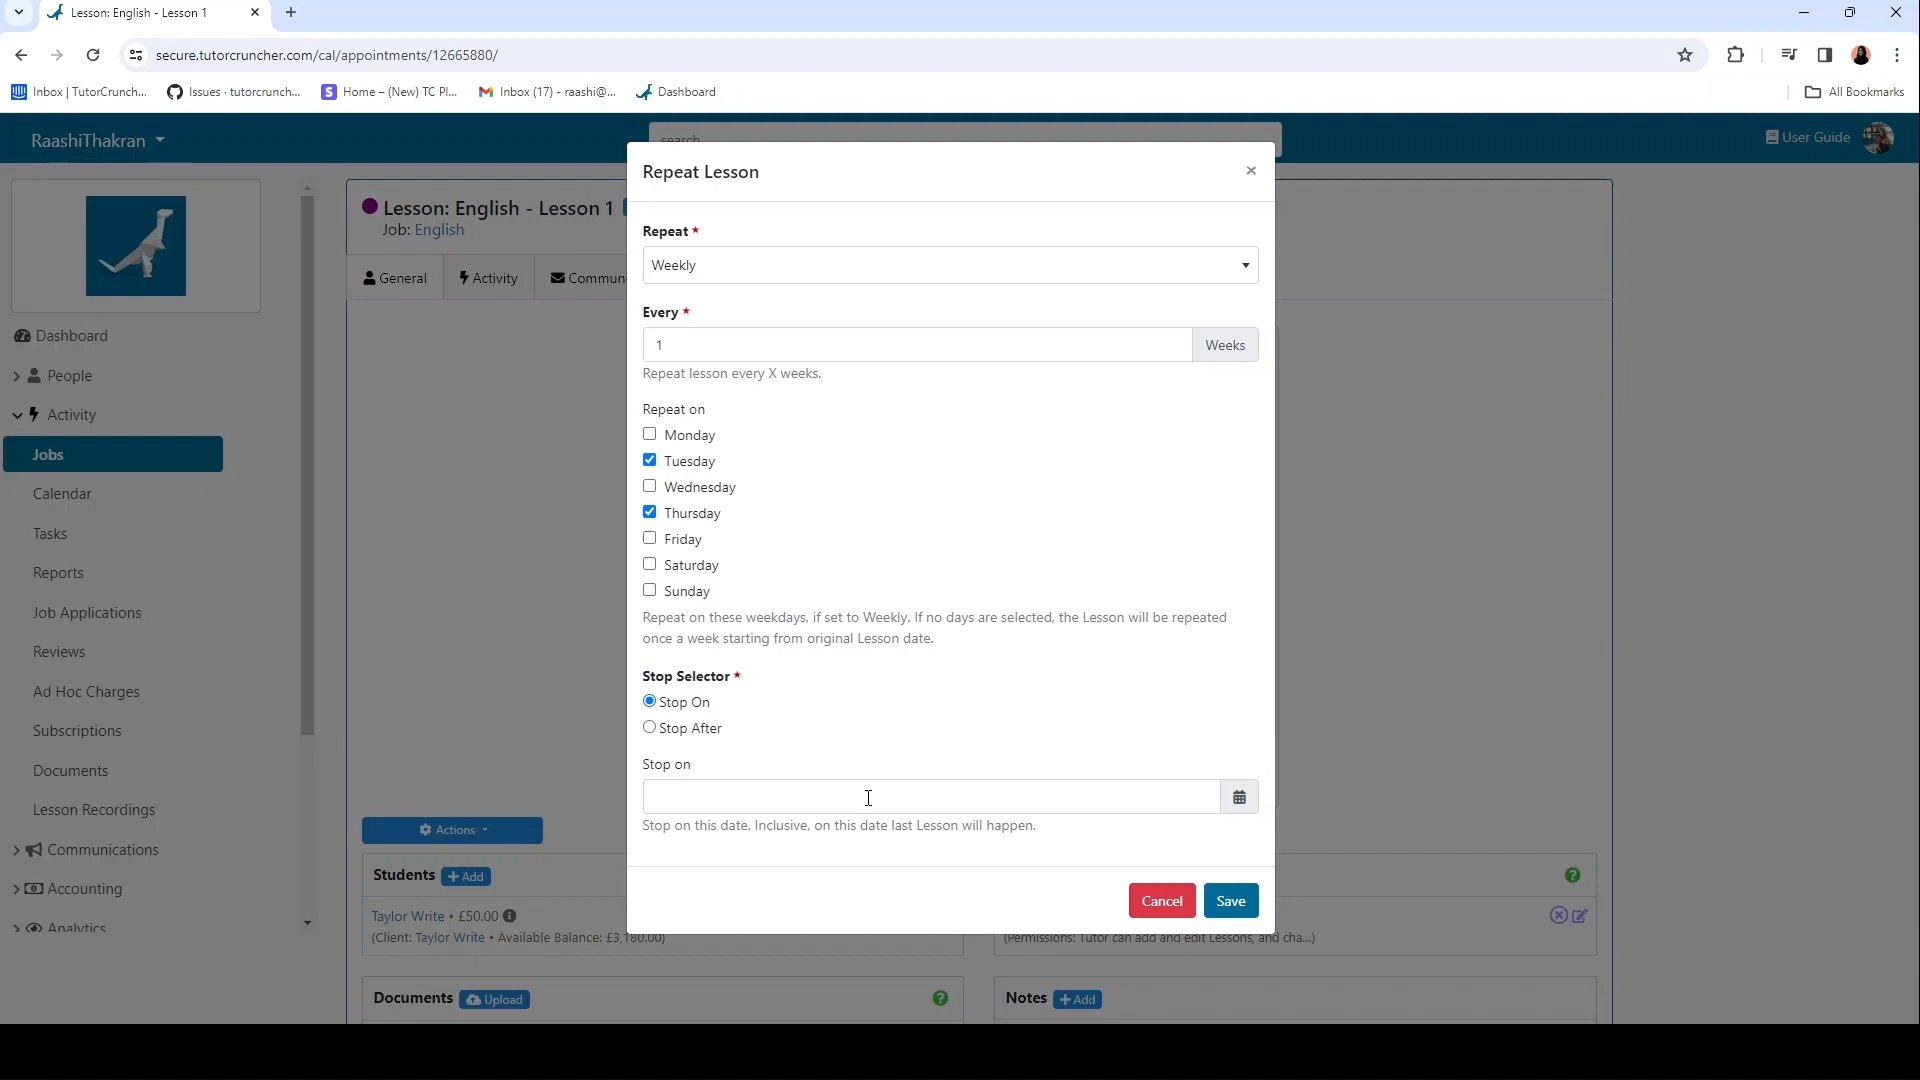 Lesson: English - Lesson 1
secure.tutorcruncher.com/cal/appointments/12665880/
Inbox | TutorCrunch...
Issues · tutorcrunch...
Home – (New) TC Pl...
Inbox (17) - raashi@...
Dashboard
All Bookmarks
RaashiThakran
search
User Guide
Repeat Lesson
×
Lesson: English - Lesson 1
Job: English
General
Activity
Communi
Repeat *
Weekly
Every *
1
Weeks
Repeat lesson every X weeks.
Repeat on
Monday
Tuesday
Wednesday
Thursday
Friday
Saturday
Sunday
Repeat on these weekdays, if set to Weekly. If no days are selected, the Lesson will be repeated
once a week starting from original Lesson date.
Stop Selector *
Stop On
Stop After
Stop on
Stop on this date. Inclusive, on this date last Lesson will happen.
Cancel
Save
Dashboard
People
Activity
Jobs
Calendar
Tasks
Reports
Job Applications
Reviews
Ad Hoc Charges
Subscriptions
Documents
Lesson Recordings
Communications
Accounting
Analytics
Actions
Students
+ Add
Taylor Write • £50.00
(Client: Taylor Write • Available Balance: £3,180.00)
(Permissions: Tutor can add and edit Lessons, and cha...)
Documents
Upload
Notes
+ Add